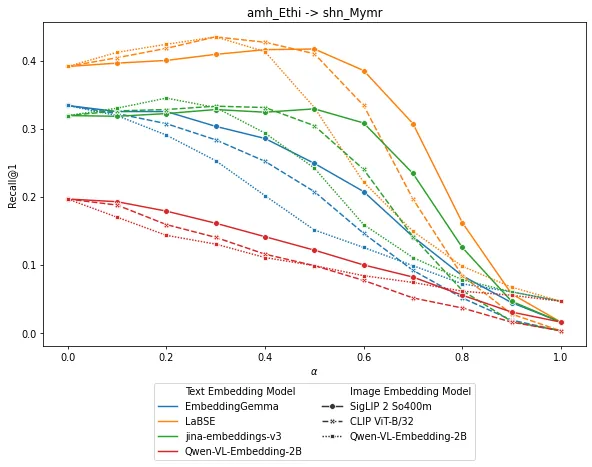 amh_Ethi -> shn_Mymr
Recall@1
0.4
0.3
0.2
0.1
0.0
0.0 0.2 0.4 0.6 0.8 1.0
α
Text Embedding Model Image Embedding Model
EmbeddingGemma SigLIP 2 So400m
LaBSE CLIP ViT-B/32
jina-embeddings-v3 Qwen-VL-Embedding-2B
Qwen-VL-Embedding-2B